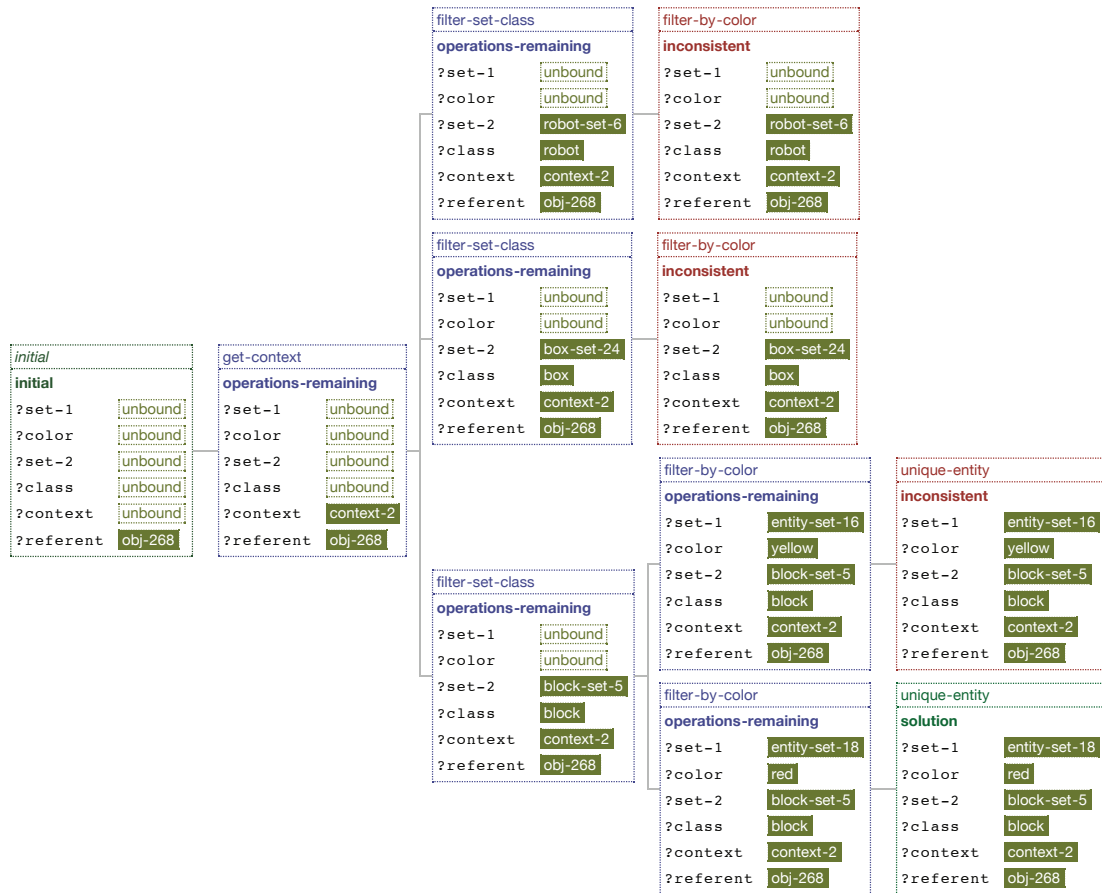 initial
initial
?set-1 unbound
?color unbound
?set-2 unbound
?class unbound
?context unbound
?referent obj-268
get-context
operations-remaining
?set-1 unbound
?color unbound
?set-2 unbound
?class unbound
?context context-2
?referent obj-268
filter-set-class
operations-remaining
?set-1 unbound
?color unbound
?set-2 robot-set-6
?class robot
?context context-2
?referent obj-268
filter-by-color
inconsistent
?set-1 unbound
?color unbound
?set-2 robot-set-6
?class robot
?context context-2
?referent obj-268
filter-set-class
operations-remaining
?set-1 unbound
?color unbound
?set-2 box-set-24
?class box
?context context-2
?referent obj-268
filter-by-color
inconsistent
?set-1 unbound
?color unbound
?set-2 box-set-24
?class box
?context context-2
?referent obj-268
filter-set-class
operations-remaining
?set-1 unbound
?color unbound
?set-2 block-set-5
?class block
?context context-2
?referent obj-268
filter-by-color
operations-remaining
?set-1 entity-set-16
?color yellow
?set-2 block-set-5
?class block
?context context-2
?referent obj-268
unique-entity
inconsistent
?set-1 entity-set-16
?color yellow
?set-2 block-set-5
?class block
?context context-2
?referent obj-268
filter-by-color
operations-remaining
?set-1 entity-set-18
?color red
?set-2 block-set-5
?class block
?context context-2
?referent obj-268
unique-entity
solution
?set-1 entity-set-18
?color red
?set-2 block-set-5
?class block
?context context-2
?referent obj-268